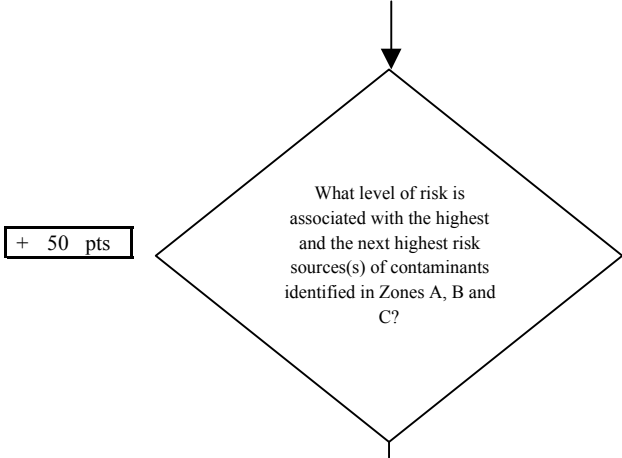 What level of risk is
associated with the highest
and the next highest risk
sources(s) of contaminants
identified in Zones A, B and
C?
+ 50 pts